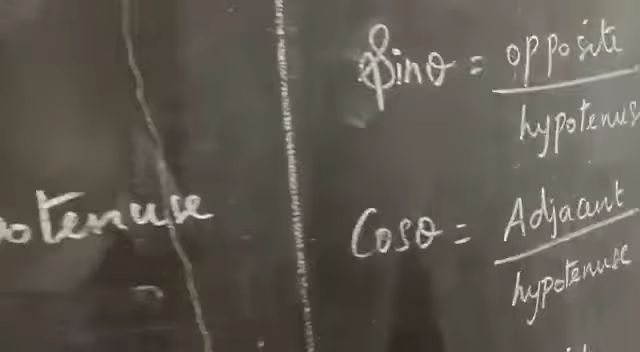 Sinθ = opposite
hypotenus
otenuse
Cosθ = Adjacant
hypotenuse